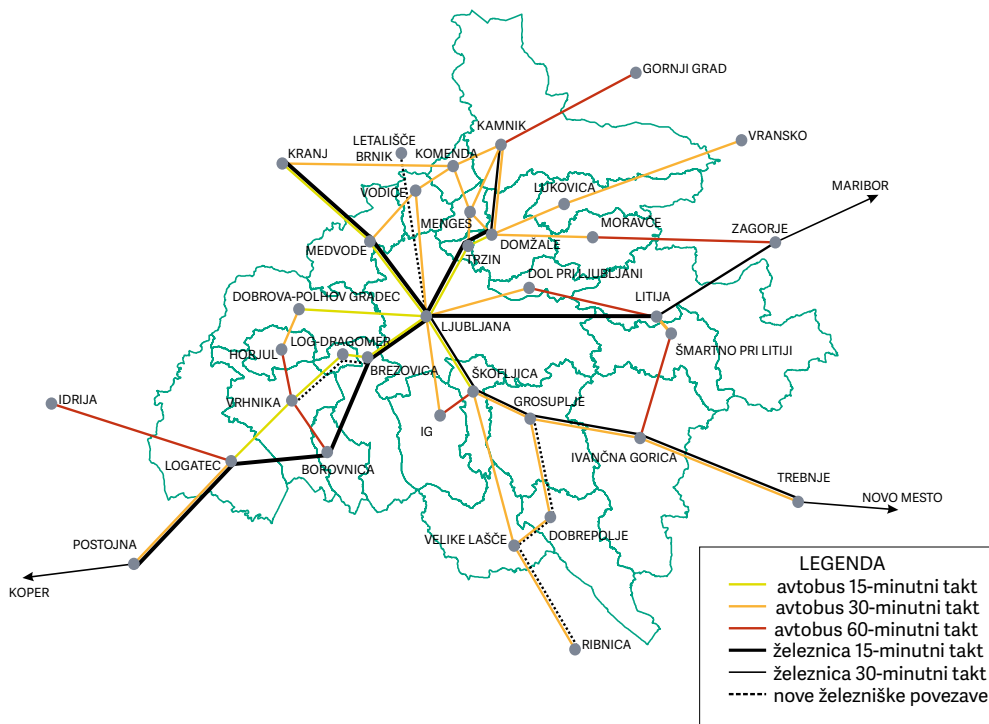 GORNJI GRAD
KAMNIK
VRANSKO
LETALIŠČE
BRNIK
KOMENDA
KRANJ
LUKOVICA
MARIBOR
VODICE
MENGEŠ
MORAVČE
ZAGORJE
MEDVODE
TRZIN
DOMŽALE
DOL PRI LJUBLJANI
DOBROVA-POLHOV GRADEC
LITIJA
LJUBLJANA
LOG-DRAGOMER
HORJUL
BREZOVICA
ŠMARTNO PRI LITIJI
ŠKOFLJICA
IDRIJA
VRHNIKA
GROSUPLJE
IG
IVANČNA GORICA
LOGATEC
BOROVNICA
TREBNJE
NOVO MESTO
POSTOJNA
VELIKE LAŠČE
DOBREPOLJE
KOPER
RIBNICA
LEGENDA
avtobus 15-minutni takt
avtobus 30-minutni takt
avtobus 60-minutni takt
železnica 15-minutni takt
železnica 30-minutni takt
nove železniške povezave